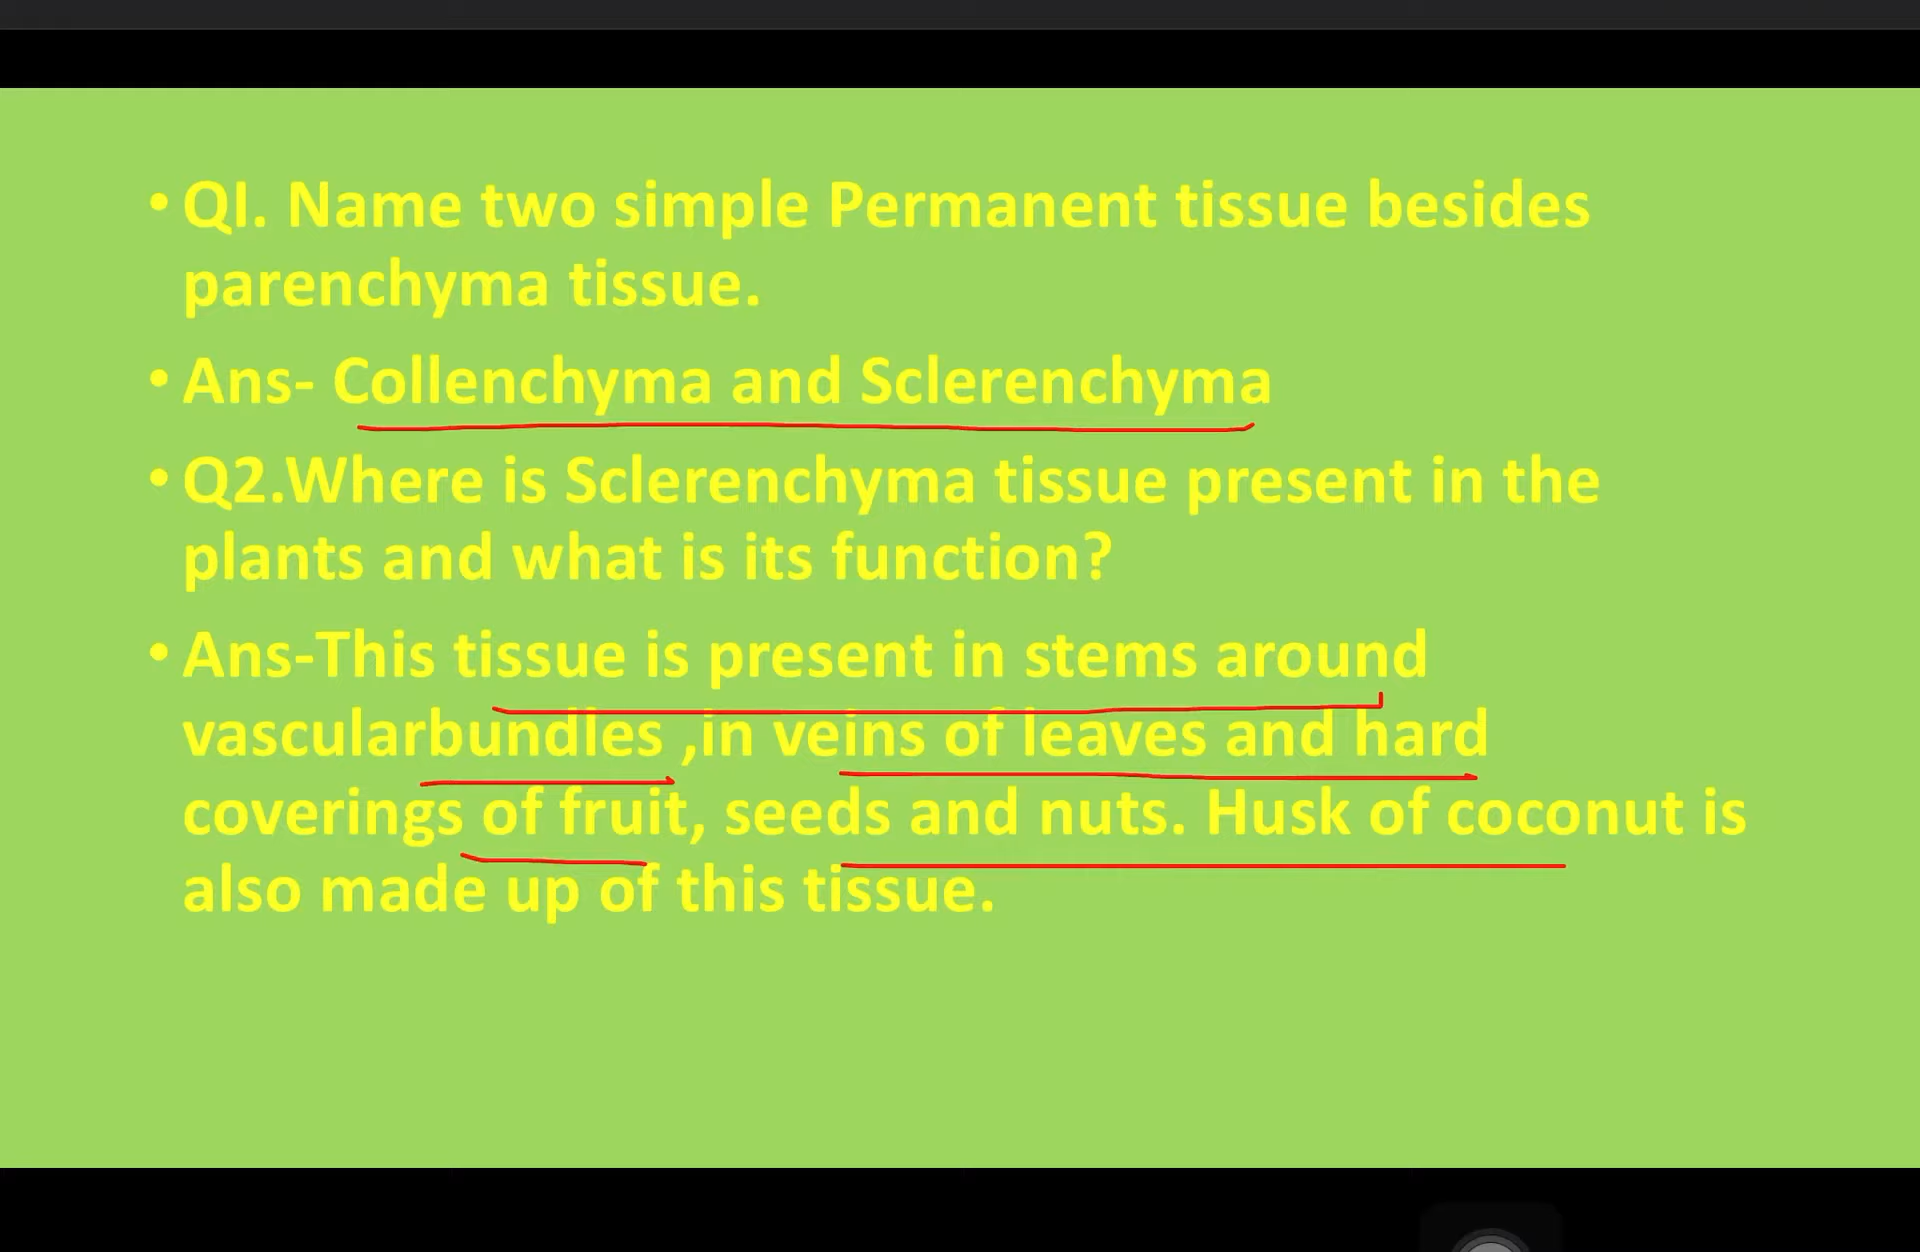 • QI. Name two simple Permanent tissue besides
parenchyma tissue.
• Ans- Collenchyma and Sclerenchyma
• Q2.Where is Sclerenchyma tissue present in the
plants and what is its function?
• Ans-This tissue is present in stems around
vascularbundles ,in veins of leaves and hard
coverings of fruit, seeds and nuts. Husk of coconut is
also made up of this tissue.